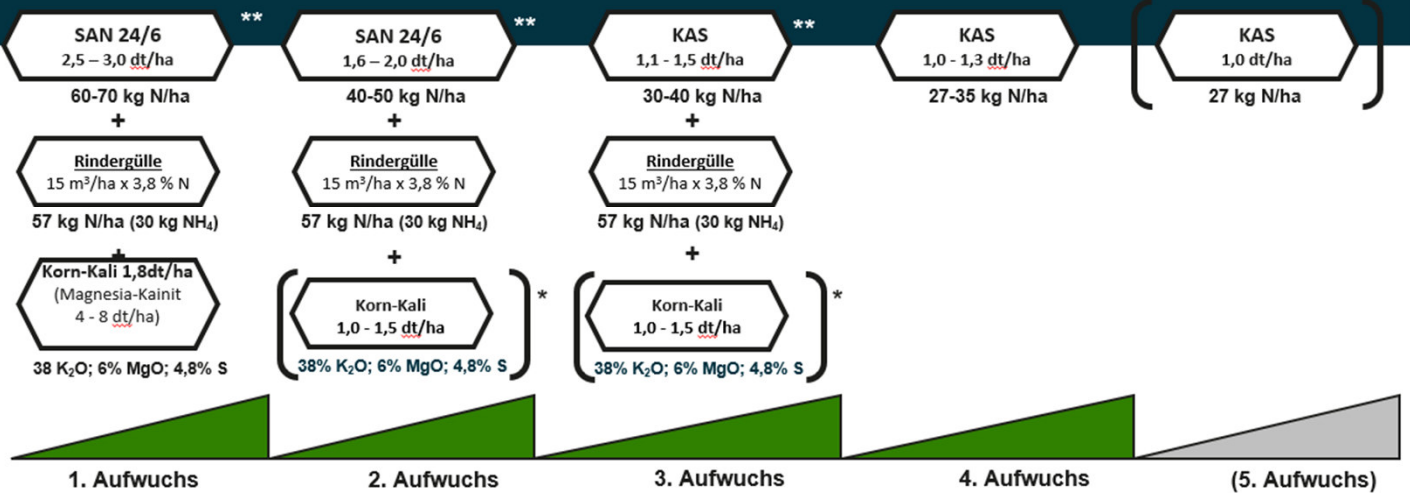 SAN 24/6
2,5 – 3,0 dt/ha
**
60-70 kg N/ha
+
Rindergülle
15 m³/ha x 3,8 % N
57 kg N/ha (30 kg NH₄)
+
Korn-Kali 1,8dt/ha
(Magnesia-Kainit
4 - 8 dt/ha)
38 K₂O; 6% MgO; 4,8% S
1. Aufwuchs
SAN 24/6
1,6 – 2,0 dt/ha
**
40-50 kg N/ha
+
Rindergülle
15 m³/ha x 3,8 % N
57 kg N/ha (30 kg NH₄)
+
Korn-Kali
1,0 - 1,5 dt/ha
*
38% K₂O; 6% MgO; 4,8% S
2. Aufwuchs
KAS
1,1 - 1,5 dt/ha
**
30-40 kg N/ha
+
Rindergülle
15 m³/ha x 3,8 % N
57 kg N/ha (30 kg NH₄)
+
Korn-Kali
1,0 - 1,5 dt/ha
*
38% K₂O; 6% MgO; 4,8% S
3. Aufwuchs
KAS
1,0 - 1,3 dt/ha
27-35 kg N/ha
4. Aufwuchs
KAS
1,0 dt/ha
27 kg N/ha
(5. Aufwuchs)